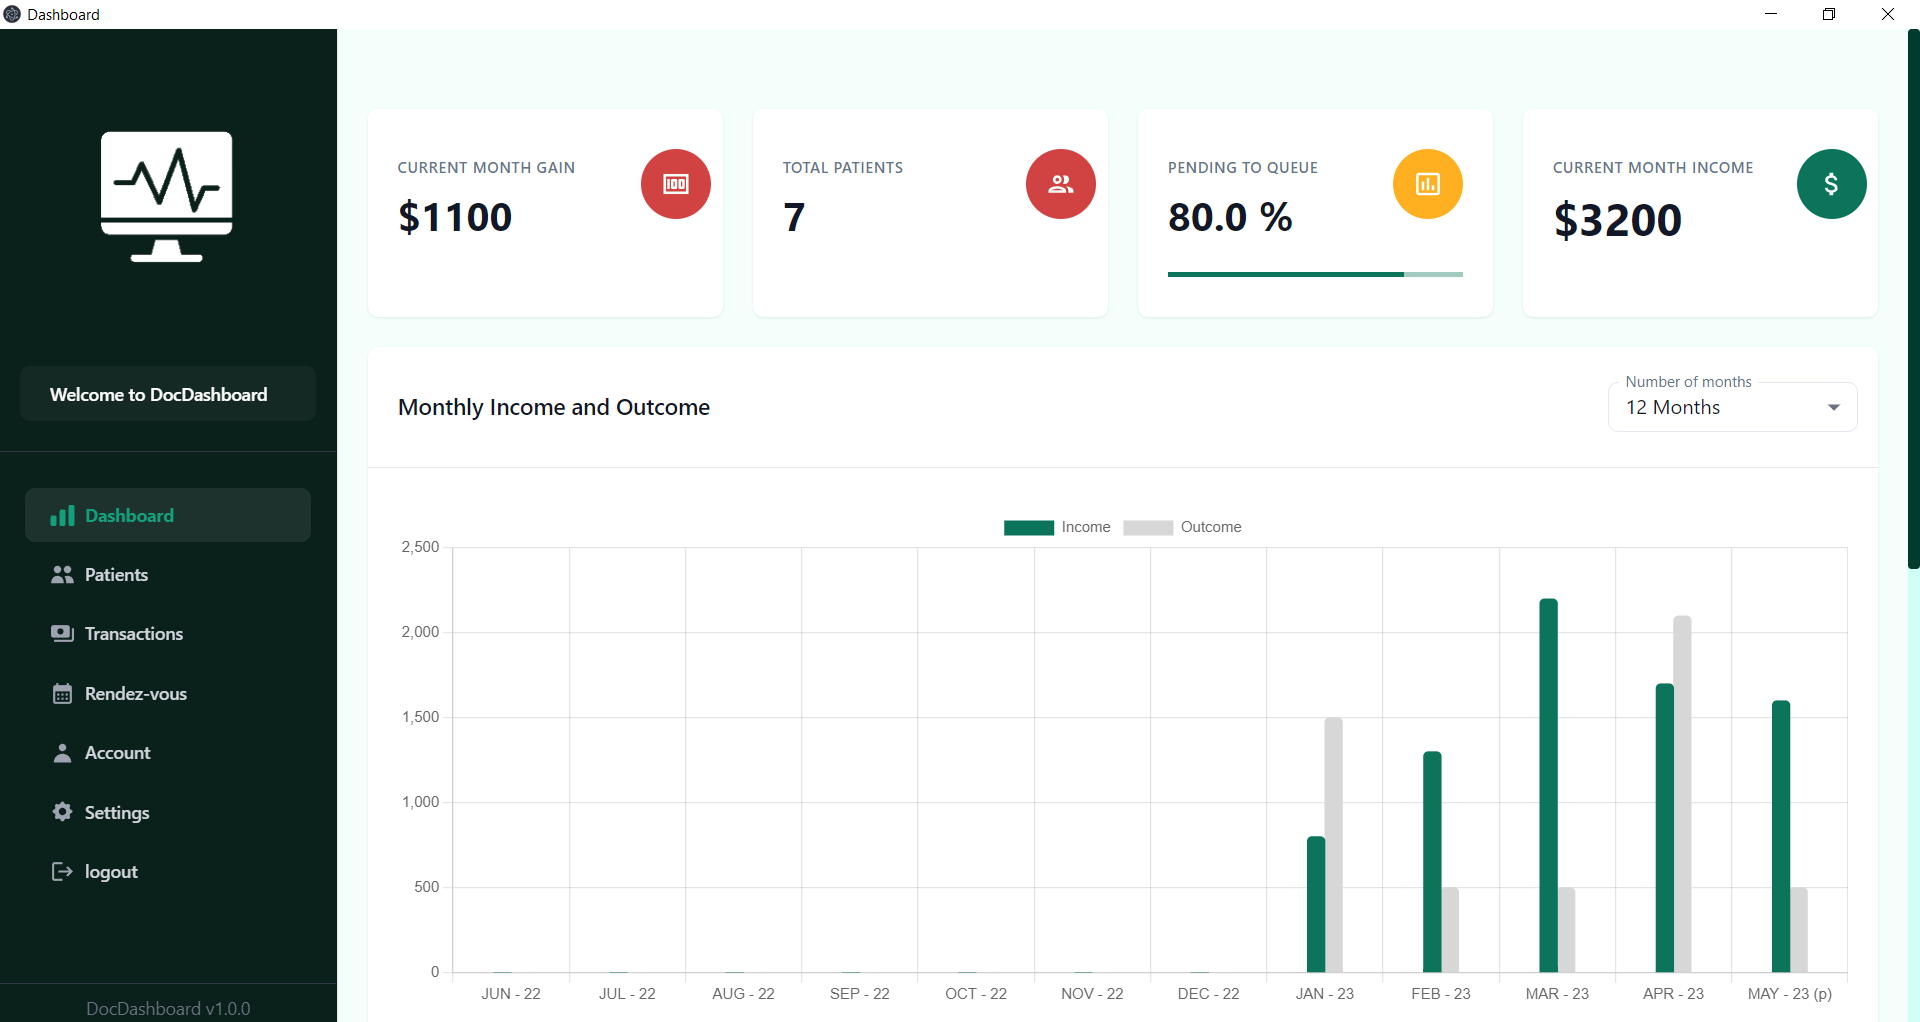 Dashboard
Welcome to DocDashboard
Dashboard
Patients
Transactions
Rendez-vous
Account
Settings
logout
DocDashboard v1.0.0
CURRENT MONTH GAIN
$1100
TOTAL PATIENTS
7
PENDING TO QUEUE
80.0 %
CURRENT MONTH INCOME
$3200
Monthly Income and Outcome
Number of months
12 Months
Income Outcome
2,500
2,000
1,500
1,000
500
0
JUN - 22 JUL - 22 AUG - 22 SEP - 22 OCT - 22 NOV - 22 DEC - 22 JAN - 23 FEB - 23 MAR - 23 APR - 23 MAY - 23 (p)